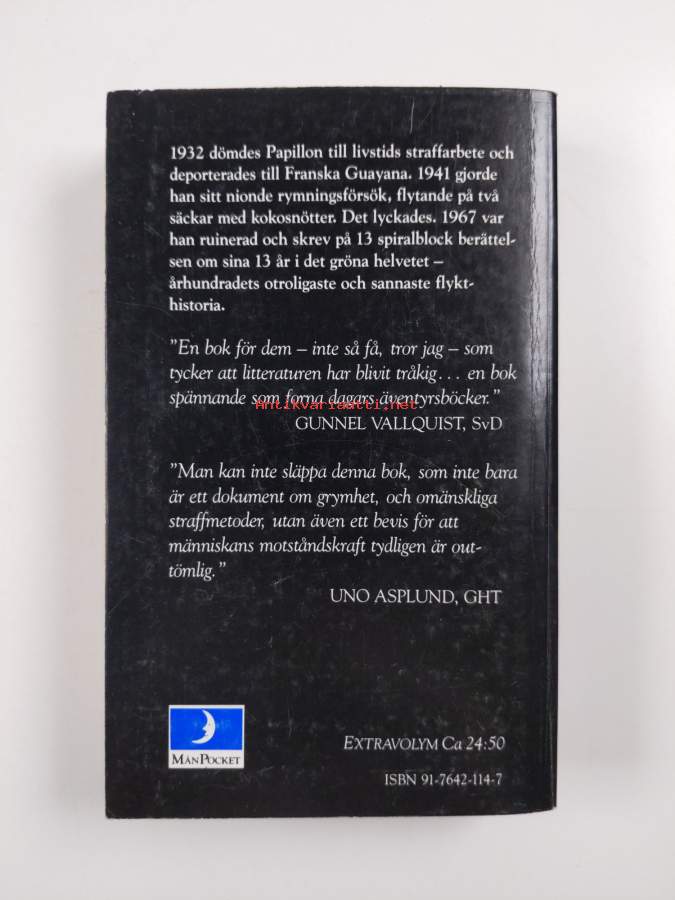 1932 dömdes Papillon till livstids straffarbete och
deporterades till Franska Guayana. 1941 gjorde
han sitt nionde rymningsförsök, flytande på två
säckar med kokosnötter. Det lyckades. 1967 var
han ruinerad och skrev på 13 spiralblock berättel-
sen om sina 13 år i det gröna helvetet –
århundradets otroligaste och sannaste flykt-
historia.
”En bok för dem – inte så få, tror jag – som
tycker att litteraturen har blivit tråkig… en bok
spännande som forna dagars äventyrsböcker.”
Antikvariaatti.net
GUNNEL VALLQUIST, SvD
”Man kan inte släppa denna bok, som inte bara
är ett dokument om grymhet, och omänskliga
straffmetoder, utan även ett bevis för att
människans motståndskraft tydligen är out-
tömlig.”
UNO ASPLUND, GHT
MÅNPOCKET
EXTRAVOLYM Ca 24:50
ISBN 91-7642-114-7